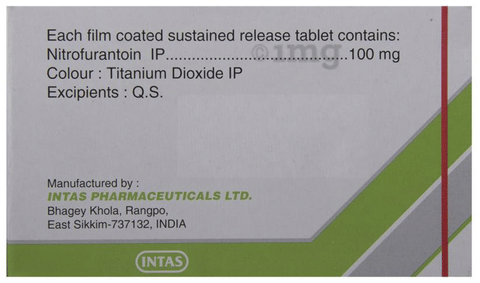 Each film coated sustained release tablet contains:
Nitrofurantoin IP..........................................100 mg
Colour : Titanium Dioxide IP
Excipients : Q.S.
1mg
Manufactured by :
INTAS PHARMACEUTICALS LTD.
Bhagey Khola, Rangpo,
East Sikkim-737132, INDIA
INTAS